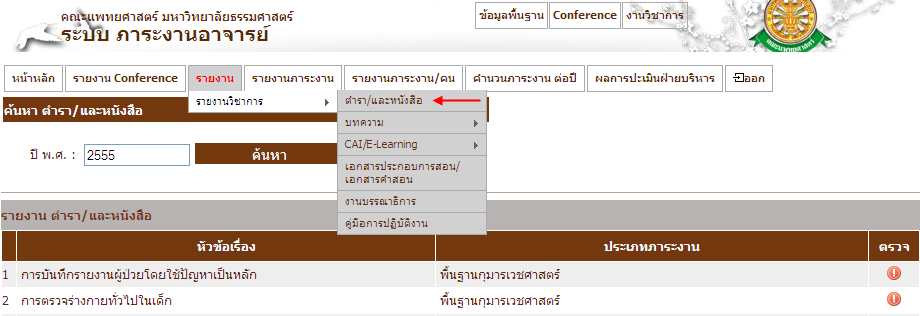 คณะแพทยศาสตร์ มหาวิทยาลัยธรรมศาสตร์
ระบบ ภาระงานอาจารย์
ข้อมูลพื้นฐาน Conference งานวิชาการ
หน้าหลัก รายงาน Conference รายงาน รายงานภาระงาน รายงานภาระงาน/คน คำนวนภาระงาน ต่อปี ผลการประเมินฝ่ายบริหาร ออก
รายงานวิชาการ
ตำรา/และหนังสือ
ค้นหา ตำรา/และหนังสือ
บทความ
CAI/E-Learning
ปี พ.ศ. : 2555 ค้นหา
เอกสารประกอบการสอน/
เอกสารคำสอน
งานบรรณาธิการ
คู่มือการปฏิบัติงาน
รายงาน ตำรา/และหนังสือ
หัวข้อเรื่อง ประเภทภาระงาน ตรวจ
1 การบันทึกรายงานผู้ป่วยโดยใช้ปัญหาเป็นหลัก พื้นฐานกุมารเวชศาสตร์
2 การตรวจร่างกายทั่วไปในเด็ก พื้นฐานกุมารเวชศาสตร์